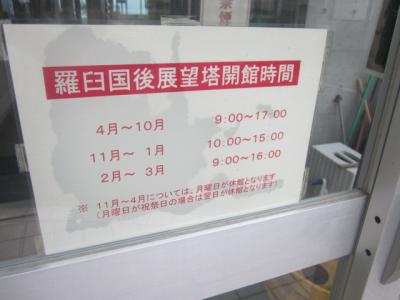 羅臼国後展望塔開館時間
4月～10月 9:00～17:00
11月～ 1月 10:00～15:00
2月～ 3月 9:00～16:00
※ 11月～4月については、月曜日が休館となります
(月曜日が祝祭日の場合は翌日が休館となります)